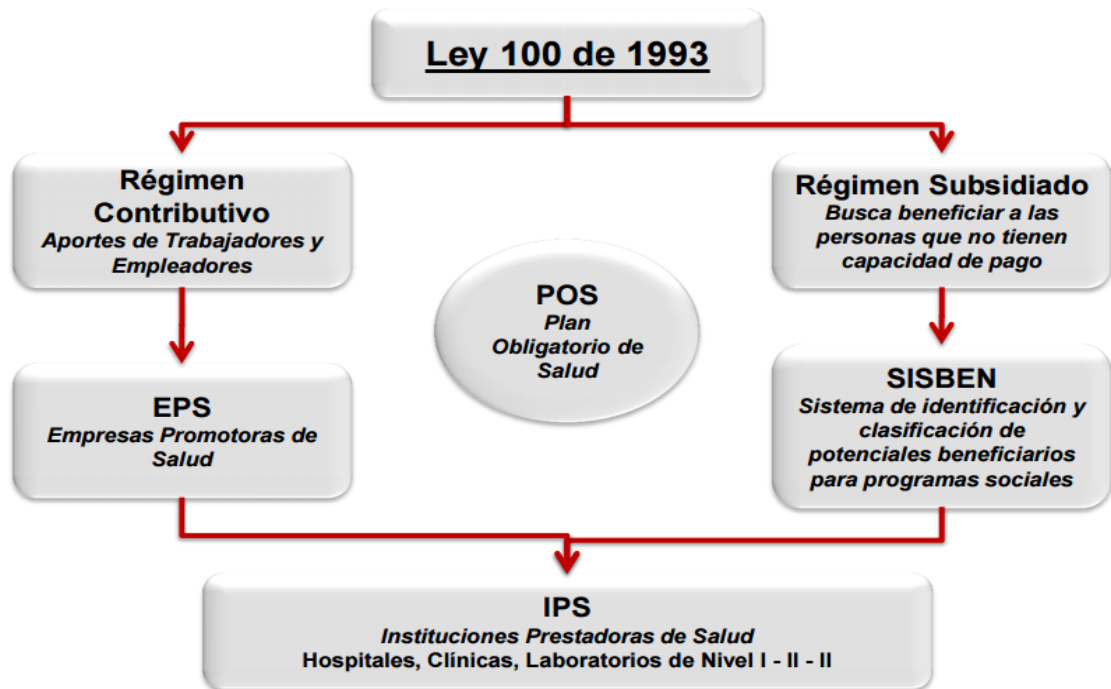 Ley 100 de 1993
Régimen
Contributivo
Aportes de Trabajadores y
Empleadores
Régimen Subsidiado
Busca beneficiar a las
personas que no tienen
capacidad de pago
POS
Plan
Obligatorio de
Salud
EPS
Empresas Promotoras de
Salud
SISBEN
Sistema de identificación y
clasificación de
potenciales beneficiarios
para programas sociales
IPS
Instituciones Prestadoras de Salud
Hospitales, Clínicas, Laboratorios de Nivel I - II - II